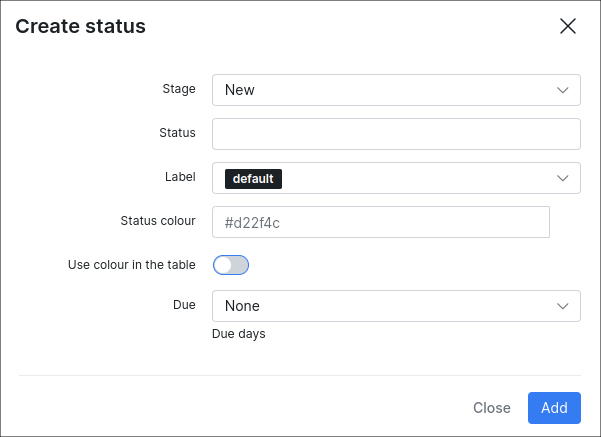 Create status
Stage New
Status
Label default
Status colour #d22f4c
Use colour in the table
Due None
Due days
Close Add